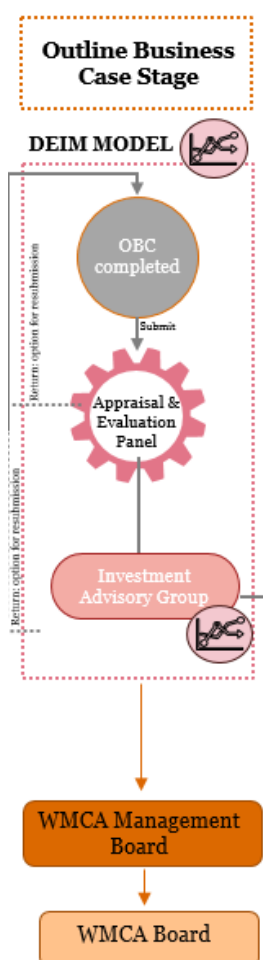 Outline Business
Case Stage
DEIM MODEL
OBC
completed
Submit
Return: option for resubmission
Appraisal &
Evaluation
Panel
Return: option for resubmission
Investment
Advisory Group
WMCA Management
Board
WMCA Board